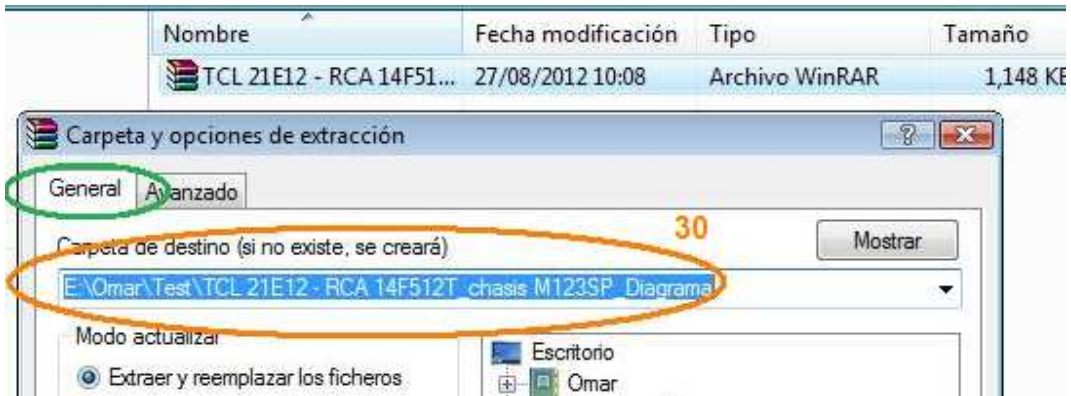 Nombre Fecha modificación Tipo Tamaño
TCL 21E12 - RCA 14F51... 27/08/2012 10:08 Archivo WinRAR 1,148 KB
Carpeta y opciones de extracción
General Avanzado
30
Carpeta de destino (si no existe, se creará) Mostrar
E:\Omar\Test\TCL 21E12 - RCA 14F512T_chasis M123SP_Diagrama
Modo actualizar
Escritorio
Extraer y reemplazar los ficheros Omar